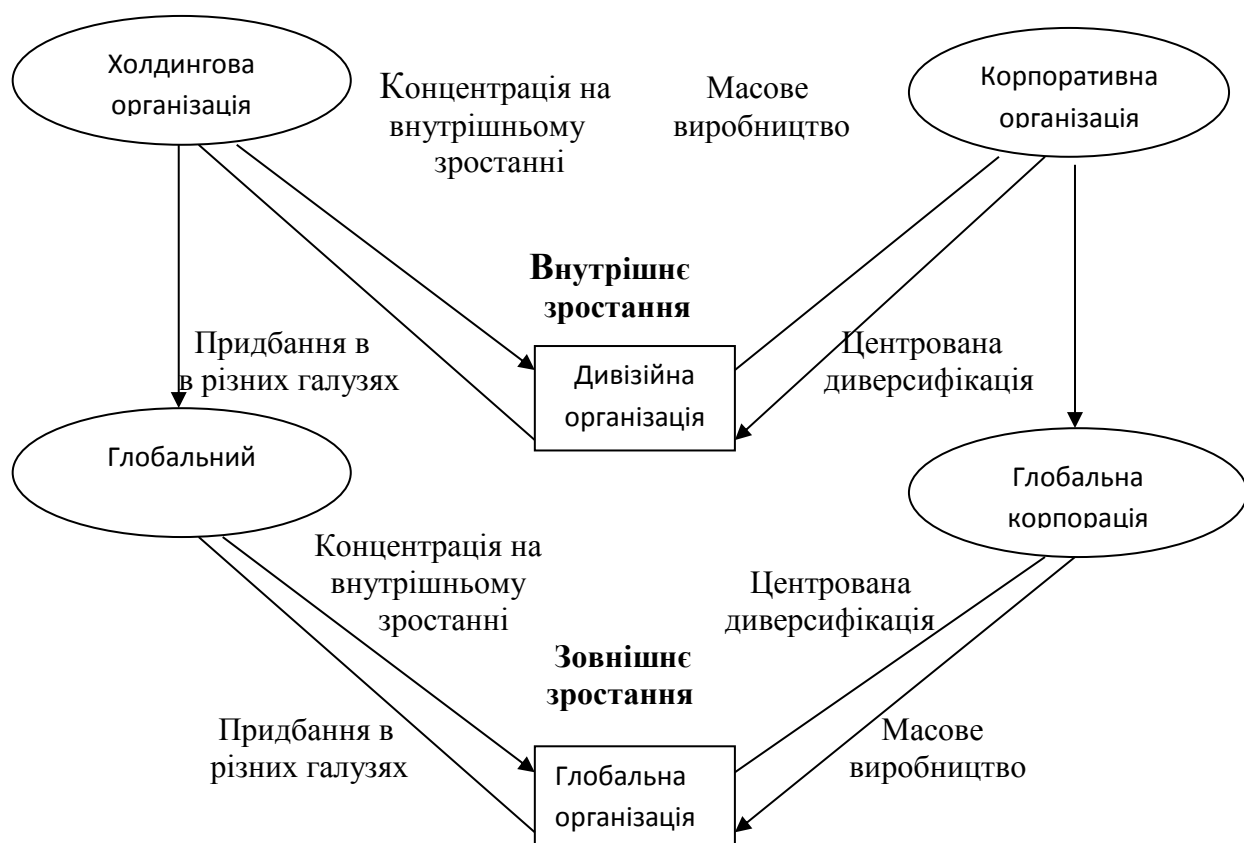 Холдингова
організація
Концентрація на
внутрішньому
зростанні
Масове
виробництво
Корпоративна
організація
Внутрішнє
зростання
Придбання в
в різних галузях
Дивізійна
організація
Центрована
диверсифікація
Глобальний
Глобальна
корпорація
Концентрація на
внутрішньому
зростанні
Центрована
диверсифікація
Зовнішнє
зростання
Придбання в
різних галузях
Глобальна
організація
Масове
виробництво